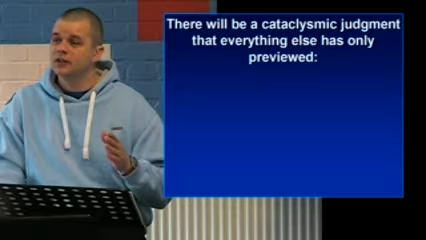 There will be a cataclysmic judgment
that everything else has only
previewed: